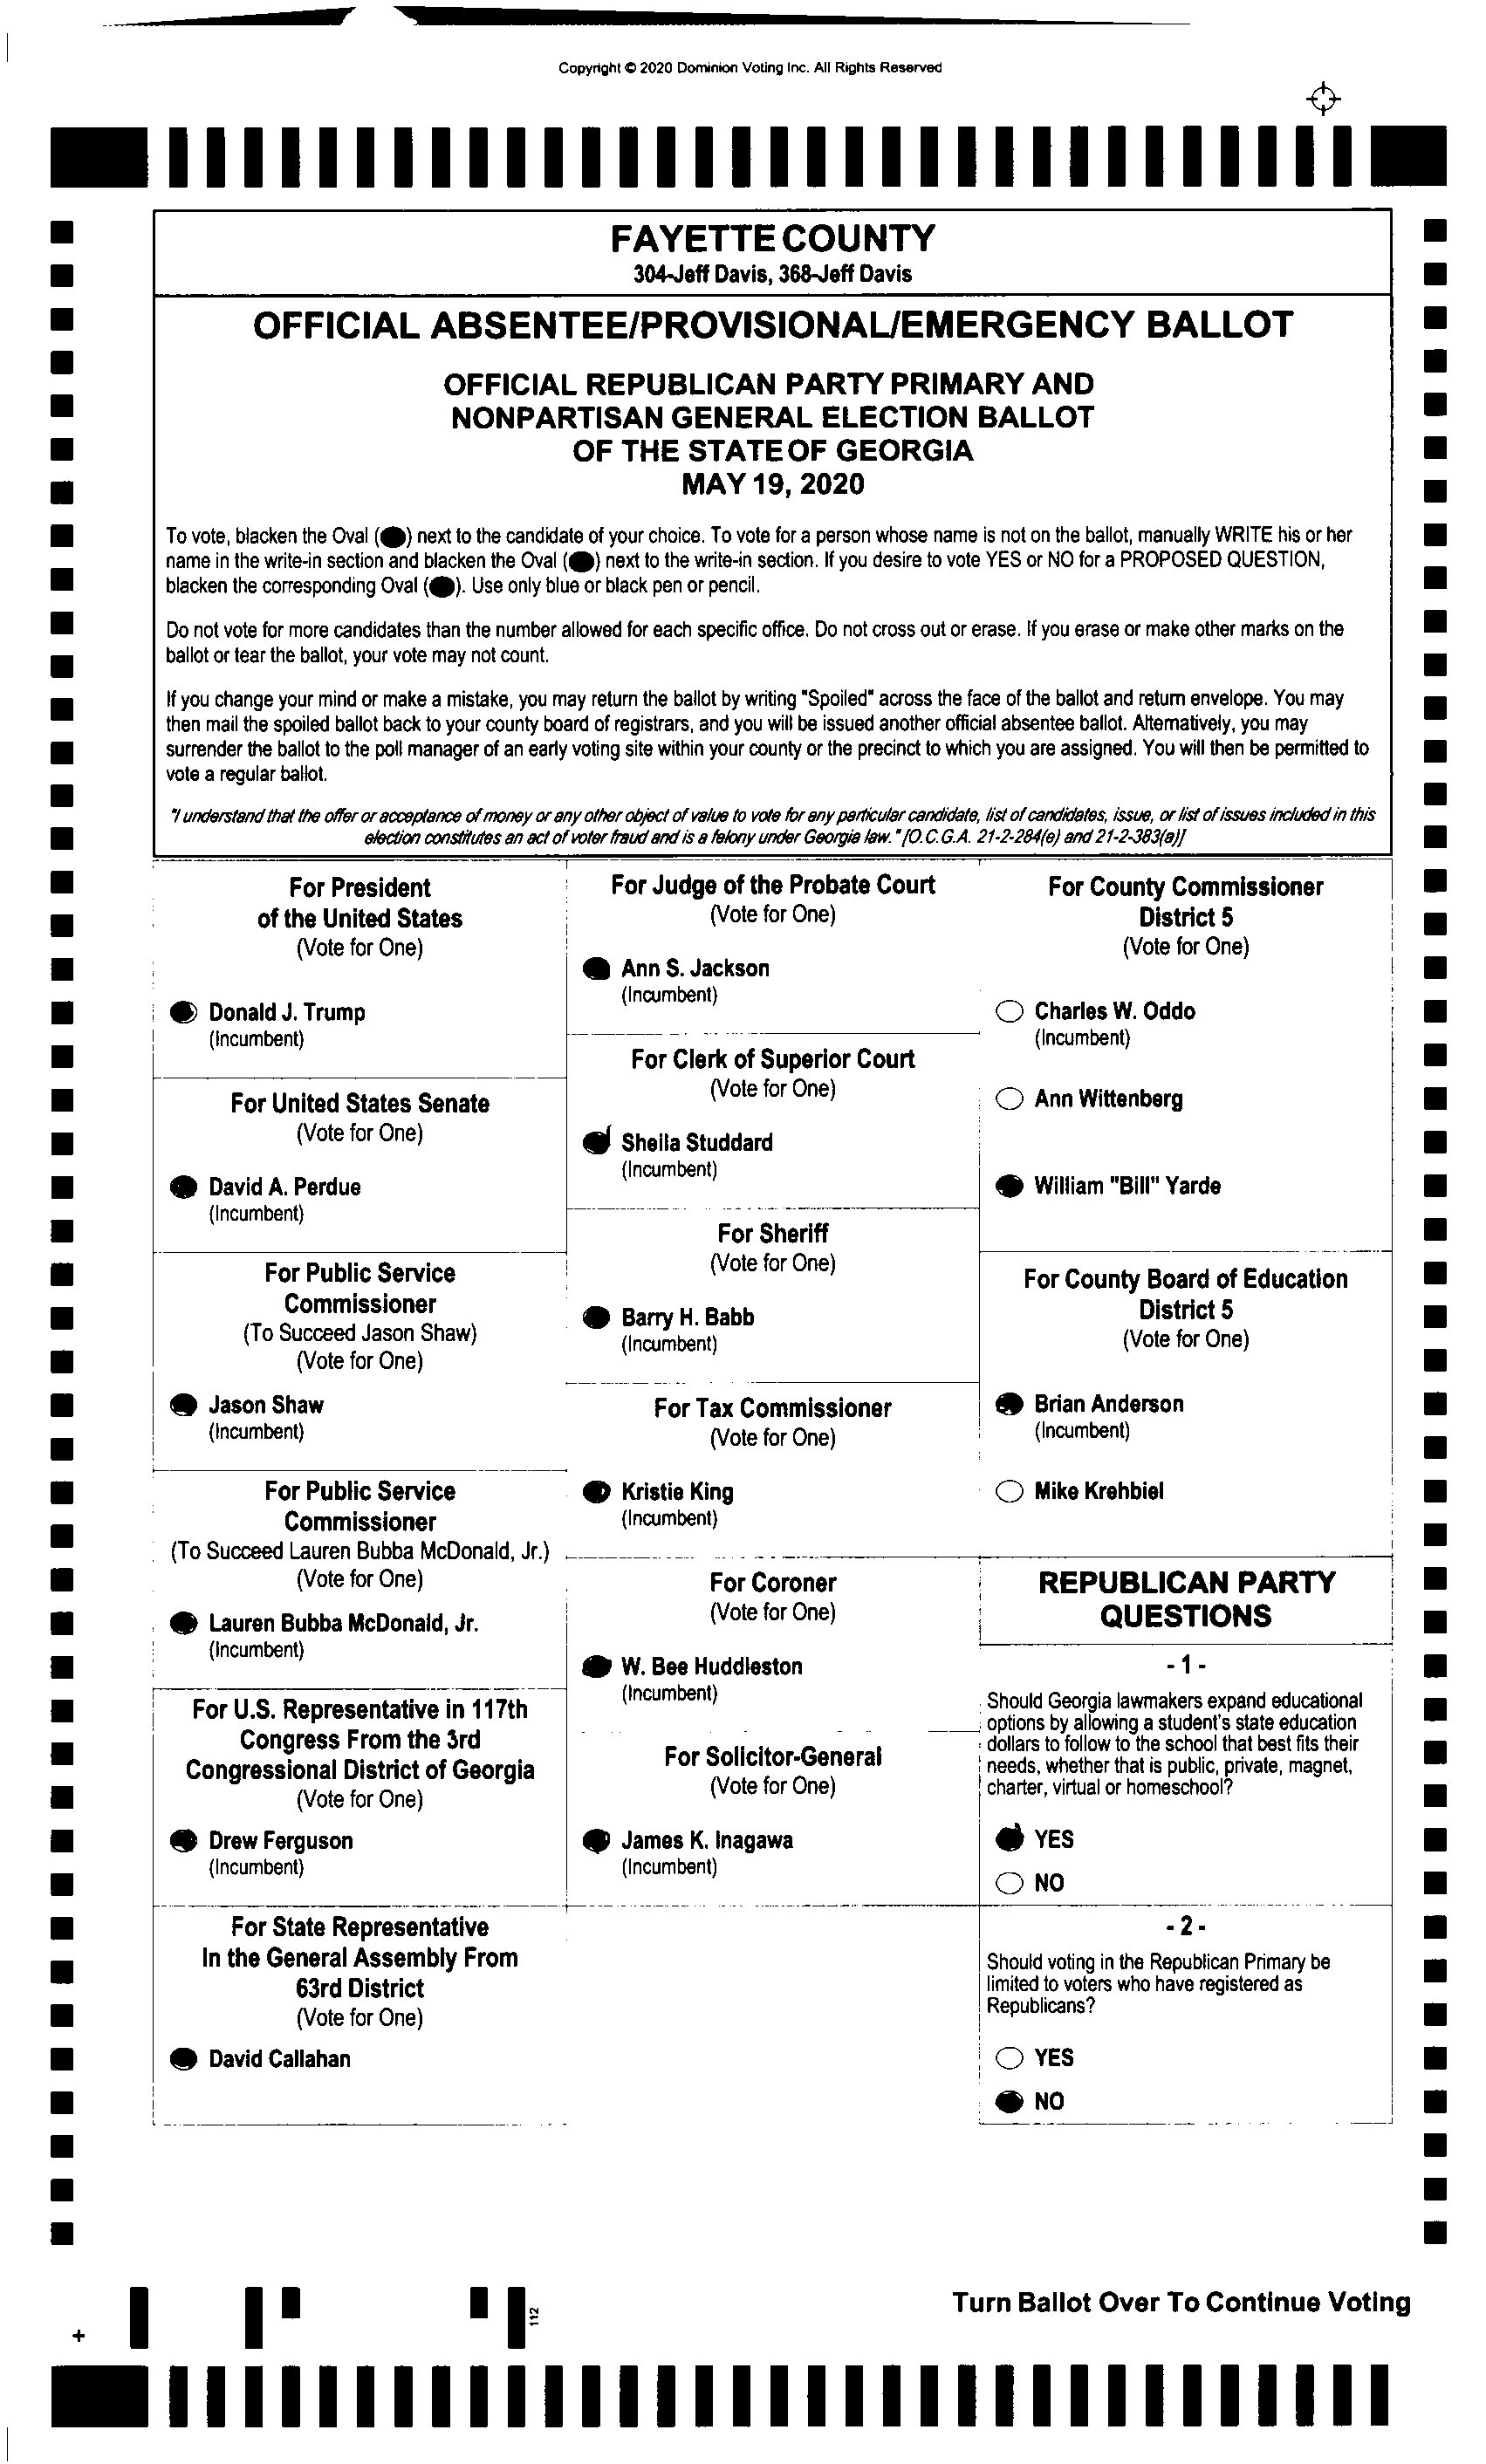 Copyright © 2020 Dominion Voting Inc. All Rights Reserved
FAYETTE COUNTY
304-Jeff Davis, 368-Jeff Davis
OFFICIAL ABSENTEE/PROVISIONAL/EMERGENCY BALLOT
OFFICIAL REPUBLICAN PARTY PRIMARY AND
NONPARTISAN GENERAL ELECTION BALLOT
OF THE STATE OF GEORGIA
MAY 19, 2020
To vote, blacken the Oval ( ) next to the candidate of your choice. To vote for a person whose name is not on the ballot, manually WRITE his or her
name in the write-in section and blacken the Oval ( ) next to the write-in section. If you desire to vote YES or NO for a PROPOSED QUESTION,
blacken the corresponding Oval ( ). Use only blue or black pen or pencil.
Do not vote for more candidates than the number allowed for each specific office. Do not cross out or erase. If you erase or make other marks on the
ballot or tear the ballot, your vote may not count.
If you change your mind or make a mistake, you may return the ballot by writing "Spoiled" across the face of the ballot and return envelope. You may
then mail the spoiled ballot back to your county board of registrars, and you will be issued another official absentee ballot. Alternatively, you may
surrender the ballot to the poll manager of an early voting site within your county or the precinct to which you are assigned. You will then be permitted to
vote a regular ballot.
"I understand that the offer or acceptance of money or any other object of value to vote for any particular candidate, list of candidates, issue, or list of issues included in this
election constitutes an act of voter fraud and is a felony under Georgia law." [O.C.G.A. 21-2-284(e) and 21-2-383(a)]
For President
of the United States
(Vote for One)
Donald J. Trump
(Incumbent)
For United States Senate
(Vote for One)
David A. Perdue
(Incumbent)
For Public Service
Commissioner
(To Succeed Jason Shaw)
(Vote for One)
Jason Shaw
(Incumbent)
For Public Service
Commissioner
(To Succeed Lauren Bubba McDonald, Jr.)
(Vote for One)
Lauren Bubba McDonald, Jr.
(Incumbent)
For U.S. Representative in 117th
Congress From the 3rd
Congressional District of Georgia
(Vote for One)
Drew Ferguson
(Incumbent)
For State Representative
In the General Assembly From
63rd District
(Vote for One)
David Callahan
For Judge of the Probate Court
(Vote for One)
Ann S. Jackson
(Incumbent)
For Clerk of Superior Court
(Vote for One)
Sheila Studdard
(Incumbent)
For Sheriff
(Vote for One)
Barry H. Babb
(Incumbent)
For Tax Commissioner
(Vote for One)
Kristie King
(Incumbent)
For Coroner
(Vote for One)
W. Bee Huddleston
(Incumbent)
For Solicitor-General
(Vote for One)
James K. Inagawa
(Incumbent)
For County Commissioner
District 5
(Vote for One)
Charles W. Oddo
(Incumbent)
Ann Wittenberg
William "Bill" Yarde
For County Board of Education
District 5
(Vote for One)
Brian Anderson
(Incumbent)
Mike Krehbiel
REPUBLICAN PARTY
QUESTIONS
- 1 -
Should Georgia lawmakers expand educational
options by allowing a student's state education
dollars to follow to the school that best fits their
needs, whether that is public, private, magnet,
charter, virtual or homeschool?
YES
NO
- 2 -
Should voting in the Republican Primary be
limited to voters who have registered as
Republicans?
YES
NO
Turn Ballot Over To Continue Voting
112
+